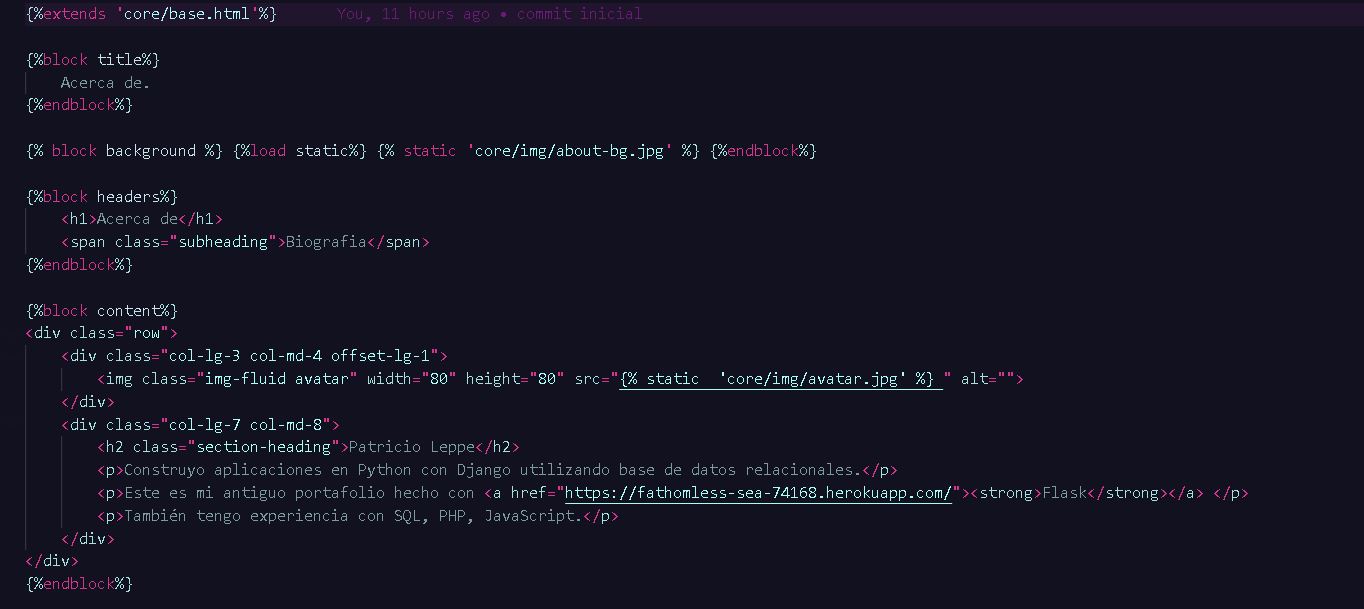 {%extends 'core/base.html'%} You, 11 hours ago • commit inicial
{%block title%}
Acerca de.
{%endblock%}
{% block background %} {%load static%} {% static 'core/img/about-bg.jpg' %} {%endblock%}
{%block headers%}
<h1>Acerca de</h1>
<span class="subheading">Biografia</span>
{%endblock%}
{%block content%}
<div class="row">
<div class="col-lg-3 col-md-4 offset-lg-1">
<img class="img-fluid avatar" width="80" height="80" src="{% static  'core/img/avatar.jpg' %} " alt="">
</div>
<div class="col-lg-7 col-md-8">
<h2 class="section-heading">Patricio Leppe</h2>
<p>Construyo aplicaciones en Python con Django utilizando base de datos relacionales.</p>
<p>Este es mi antiguo portafolio hecho con <a href="https://fathomless-sea-74168.herokuapp.com/"><strong>Flask</strong></a> </p>
<p>También tengo experiencia con SQL, PHP, JavaScript.</p>
</div>
</div>
{%endblock%}